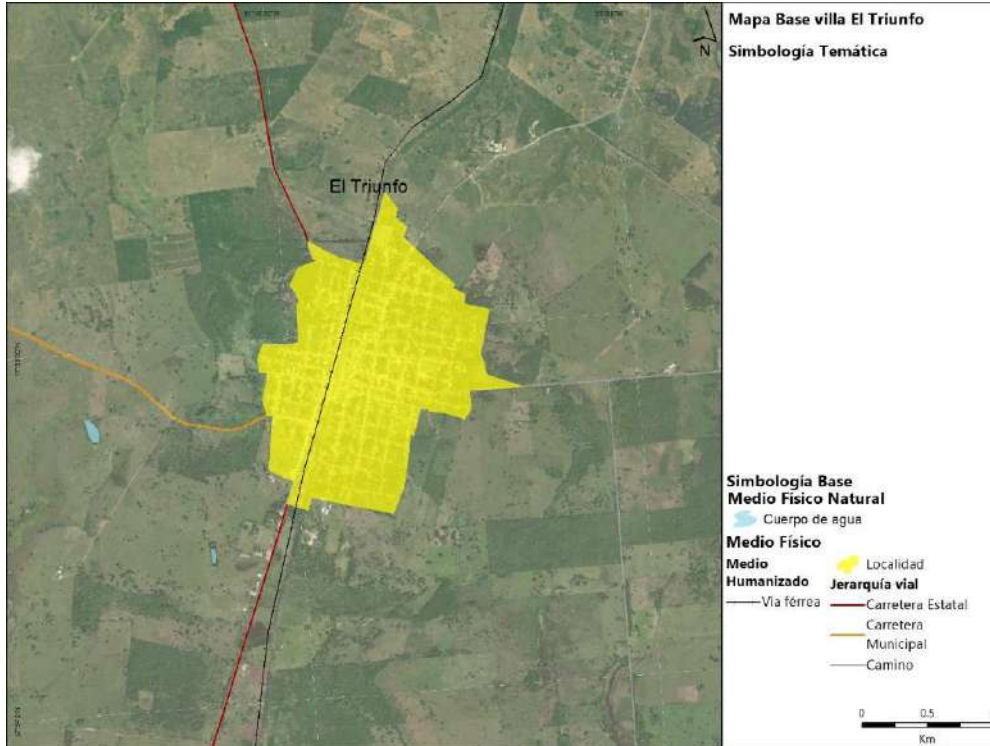 Mapa Base villa El Triunfo
N
Simbología Temática
El Triunfo
Simbología Base
Medio Físico Natural
Cuerpo de agua
Medio Físico
Medio
Humanizado
Vía férrea
Localidad
Jerarquía vial
Carretera Estatal
Carretera
Municipal
Camino
0 0.5
Km